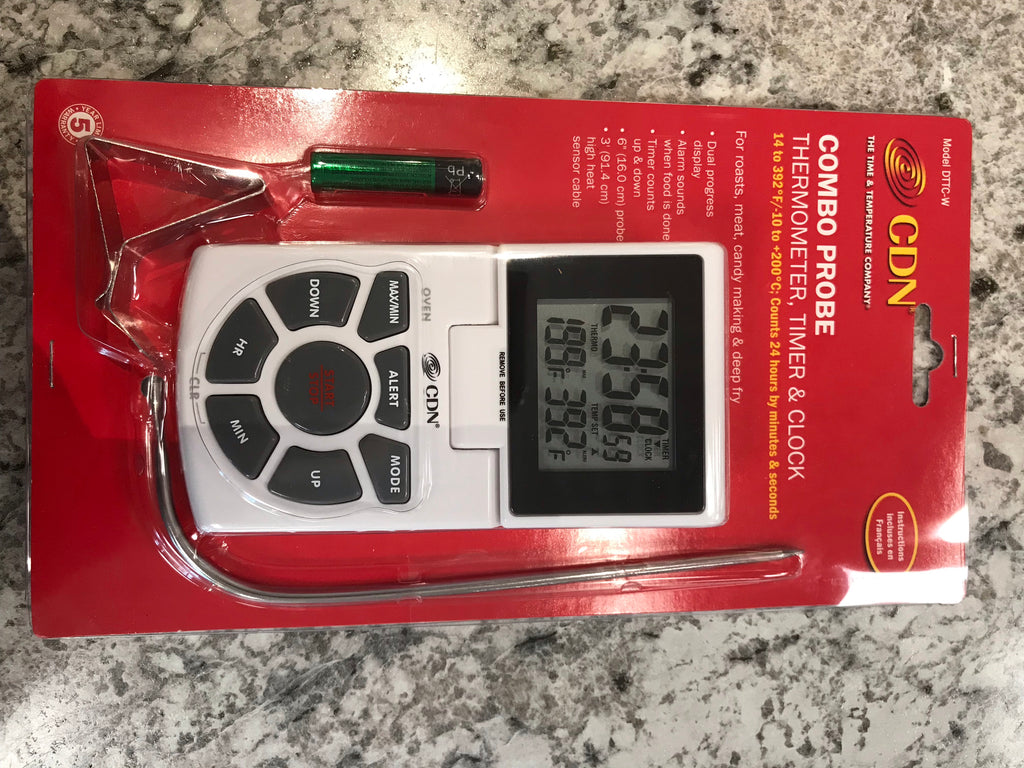 Model DTTC-W
CDN®
THE TIME & TEMPERATURE COMPANY®
COMBO PROBE
THERMOMETER, TIMER & CLOCK
14 to 392°F/-10 to +200°C; Counts 24 hours by minutes & seconds
For roasts, meat, candy making & deep fry
• Dual progress
display
• Alarm sounds
when food is done
• Timer counts
up & down
• 6" (16.0 cm) probe
• 3' (91.4 cm)
high heat
sensor cable
Instructions
incluses en
Français
TIMER
CLOCK
23:58 59
THERMO
TEMP SET
199°F 392°F
REMOVE BEFORE USE
OVEN
CDN®
MAX/MIN
ALERT
MODE
DOWN
START
STOP
UP
HR
MIN
CLR
Pb
5